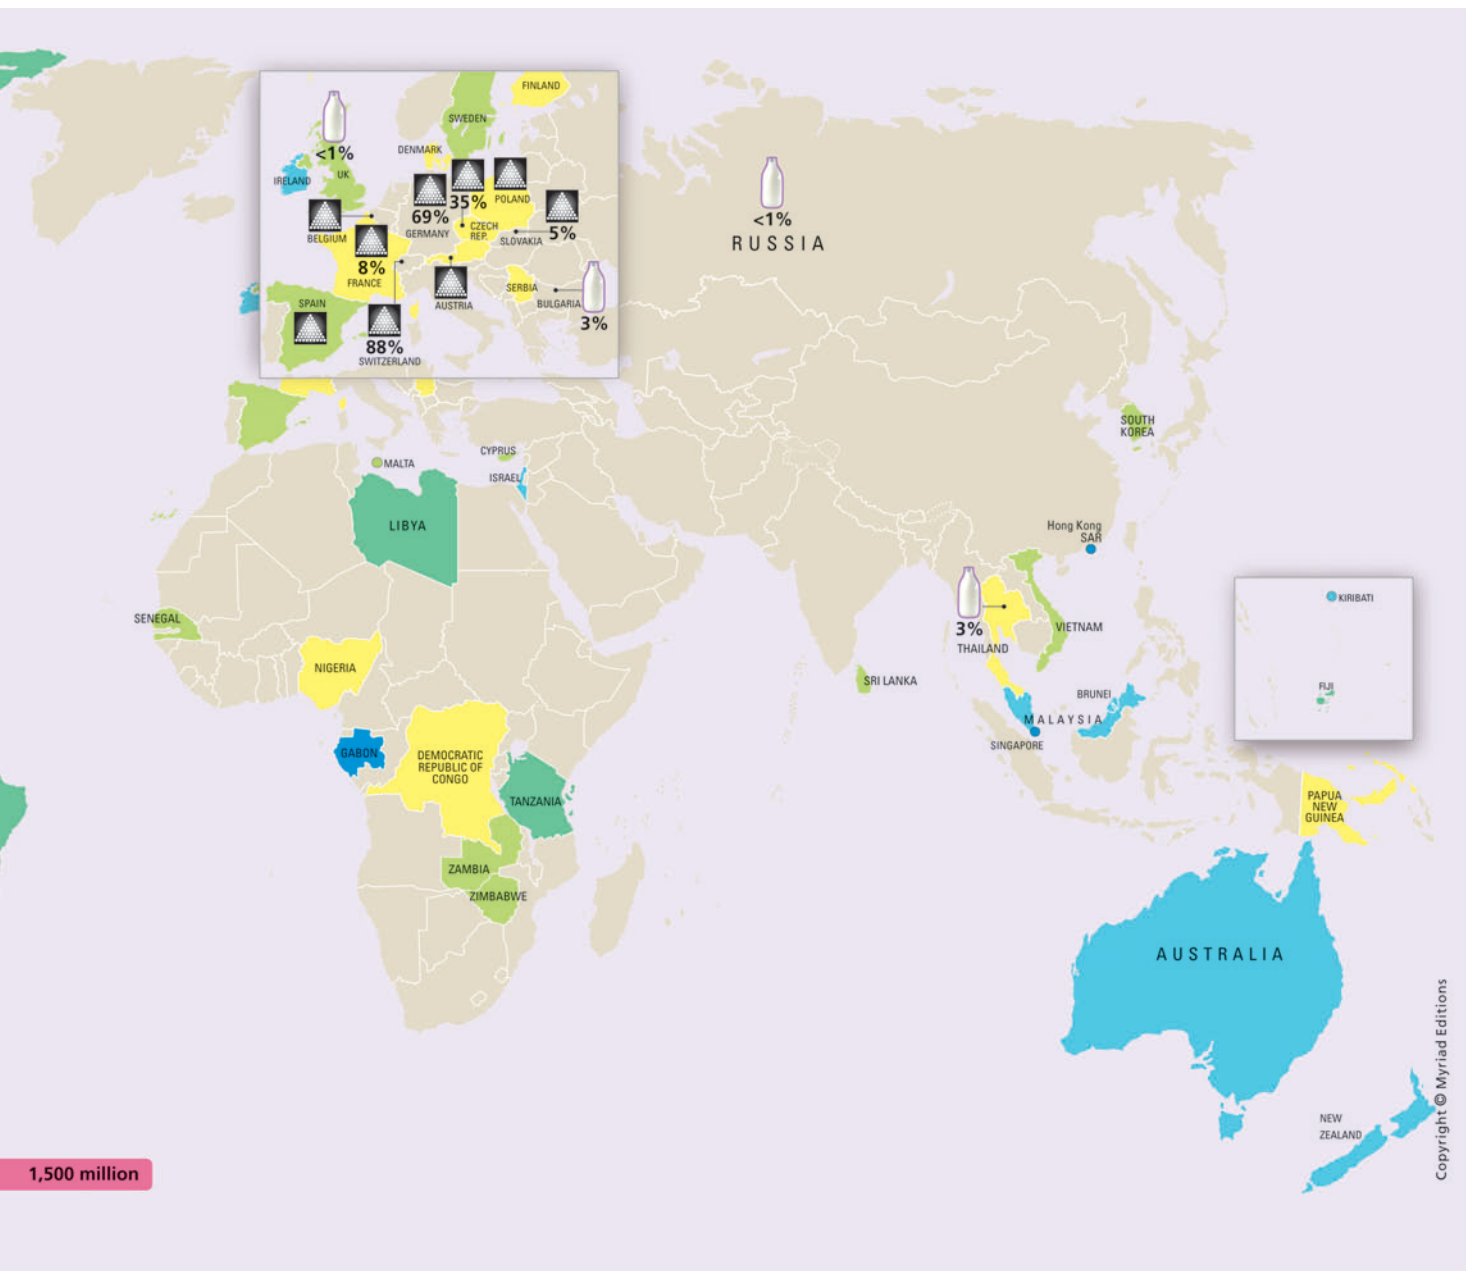 FINLAND
SWEDEN
DENMARK
<1%
UK
IRELAND
69%
GERMANY
35%
CZECH
REP.
POLAND
5%
SLOVAKIA
BELGIUM
8%
FRANCE
AUSTRIA
SERBIA
BULGARIA
3%
SPAIN
88%
SWITZERLAND
<1%
RUSSIA
SOUTH
KOREA
CYPRUS
MALTA
ISRAEL
LIBYA
Hong Kong
SAR
SENEGAL
3%
THAILAND
VIETNAM
KIRIBATI
NIGERIA
SRI LANKA
BRUNEI
FIJI
MALAYSIA
SINGAPORE
GABON
DEMOCRATIC
REPUBLIC OF
CONGO
TANZANIA
PAPUA
NEW
GUINEA
ZAMBIA
ZIMBABWE
AUSTRALIA
NEW
ZEALAND
1,500 million
Copyright © Myriad Editions